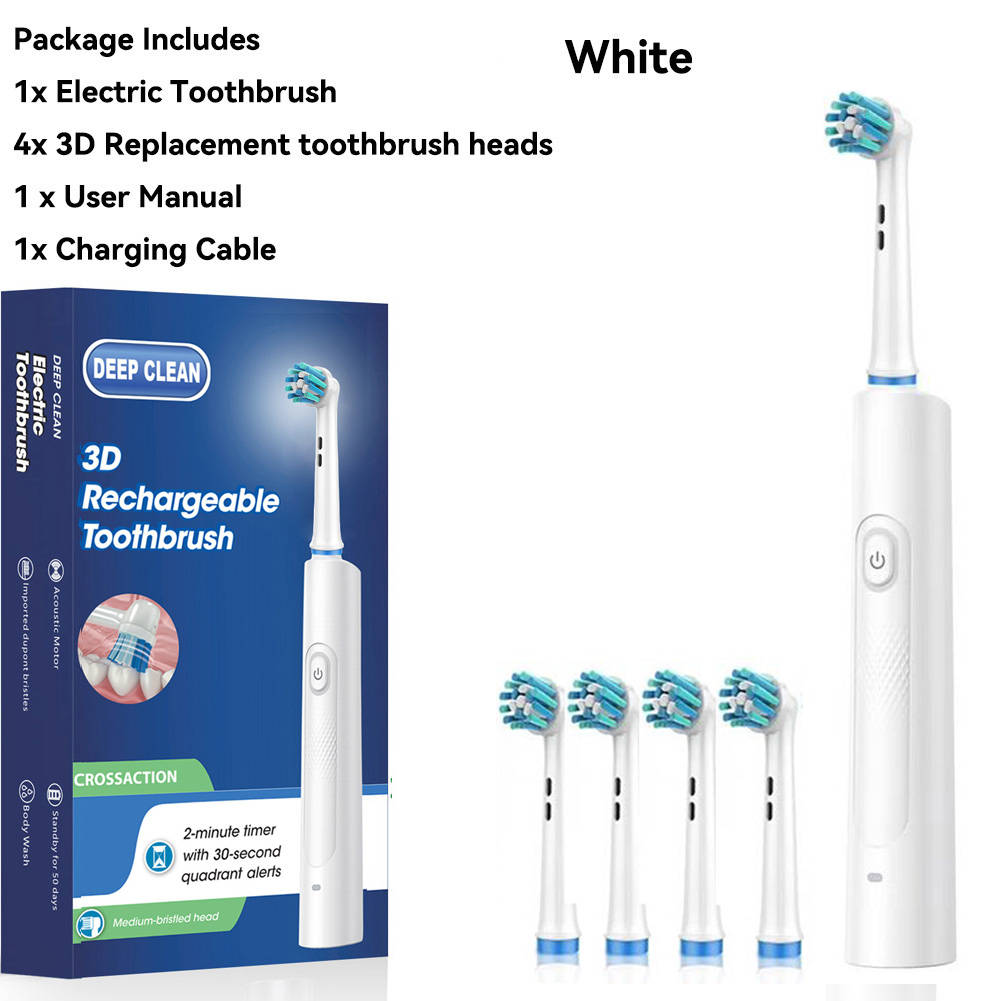 Package Includes
White
1x Electric Toothbrush
4x 3D Replacement toothbrush heads
1 x User Manual
1x Charging Cable
DEEP CLEAN
Electric
Toothbrush
Acoustic Motor
Imported dupont bristles
Standby for 50 days
Body Wash
DEEP CLEAN
3D
Rechargeable
Toothbrush
CROSSACTION
2-minute timer
with 30-second
quadrant alerts
Medium-bristled head